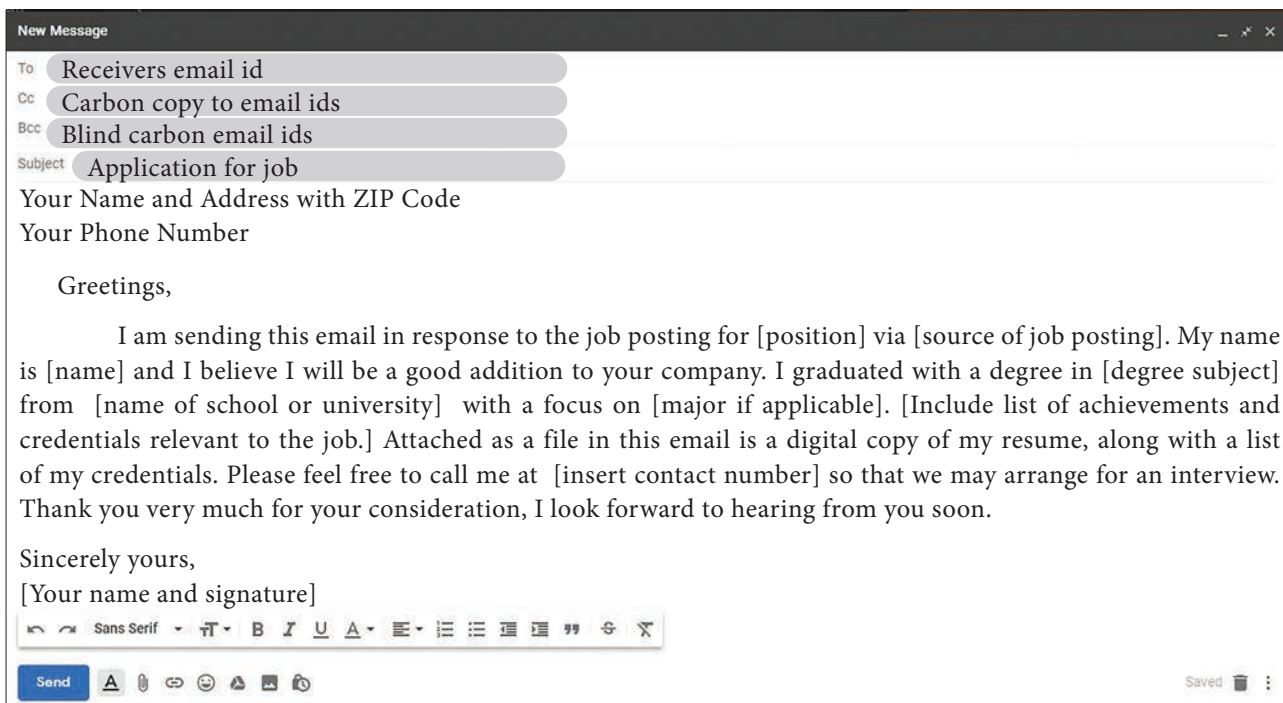 New Message
To Receivers email id
Cc Carbon copy to email ids
Bcc Blind carbon email ids
Subject Application for job
Your Name and Address with ZIP Code
Your Phone Number
Greetings,
I am sending this email in response to the job posting for [position] via [source of job posting]. My name
is [name] and I believe I will be a good addition to your company. I graduated with a degree in [degree subject]
from [name of school or university] with a focus on [major if applicable]. [Include list of achievements and
credentials relevant to the job.] Attached as a file in this email is a digital copy of my resume, along with a list
of my credentials. Please feel free to call me at [insert contact number] so that we may arrange for an interview.
Thank you very much for your consideration, I look forward to hearing from you soon.
Sincerely yours,
[Your name and signature]
Sans Serif TT B I U A S
Send A Saved